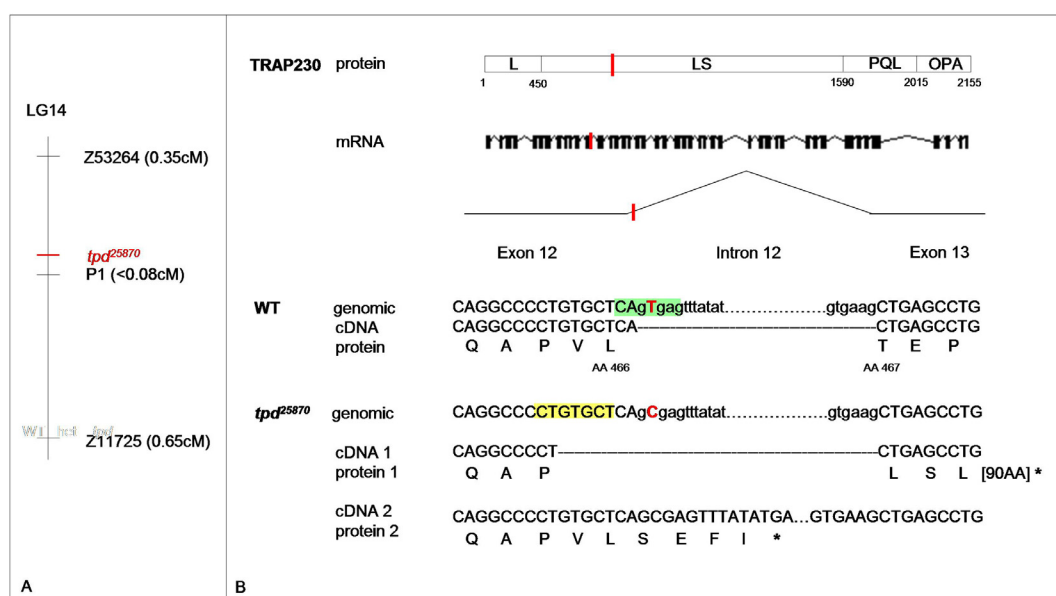 LG14
Z53264 (0.35cM)
tpd25870
P1 (<0.08cM)
Z11725 (0.65cM)
A
TRAP230 protein L LS PQL OPA
1 450 1590 2015 2155
mRNA
Exon 12 Intron 12 Exon 13
WT genomic CAGGCCCCTGTGCTCAgTgagtttatat....................gtgaagCTGAGCCTG
cDNA CAGGCCCCTGTGCTCA--------------------CTGAGCCTG
protein Q A P V L T E P
AA 466 AA 467
tpd25870 genomic CAGGCCCCTGTGCTCAgCgagtttatat....................gtgaagCTGAGCCTG
cDNA 1 CAGGCCCCT--------------------CTGAGCCTG
protein 1 Q A P L S L [90AA] *
cDNA 2 CAGGCCCCTGTGCTCAGCGAGTTTATATGA...GTGAAGCTGAGCCTG
protein 2 Q A P V L S E F I *
B